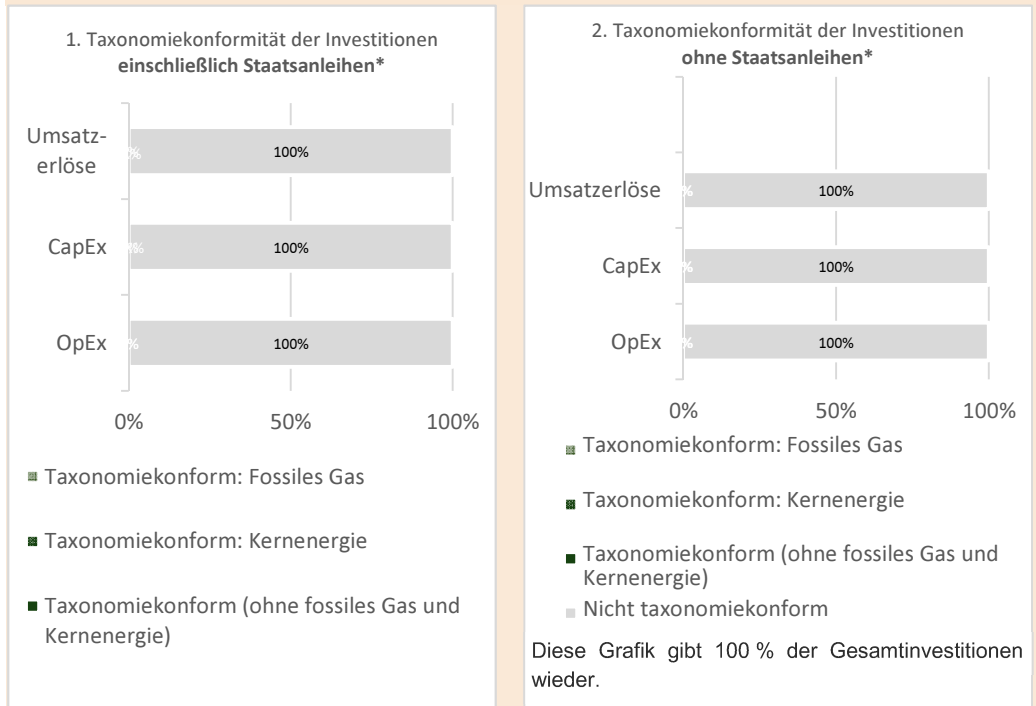 1. Taxonomiekonformität der Investitionen
einschließlich Staatsanleihen*
Umsatz-
erlöse
%
100%
CapEx
%
100%
OpEx
%
100%
0%
50%
100%
Taxonomiekonform: Fossiles Gas
Taxonomiekonform: Kernenergie
Taxonomiekonform (ohne fossiles Gas und
Kernenergie)
2. Taxonomiekonformität der Investitionen
ohne Staatsanleihen*
Umsatzerlöse
%
100%
CapEx
%
100%
OpEx
%
100%
0%
50%
100%
Taxonomiekonform: Fossiles Gas
Taxonomiekonform: Kernenergie
Taxonomiekonform (ohne fossiles Gas und
Kernenergie)
Nicht taxonomiekonform
Diese Grafik gibt 100 % der Gesamtinvestitionen
wieder.